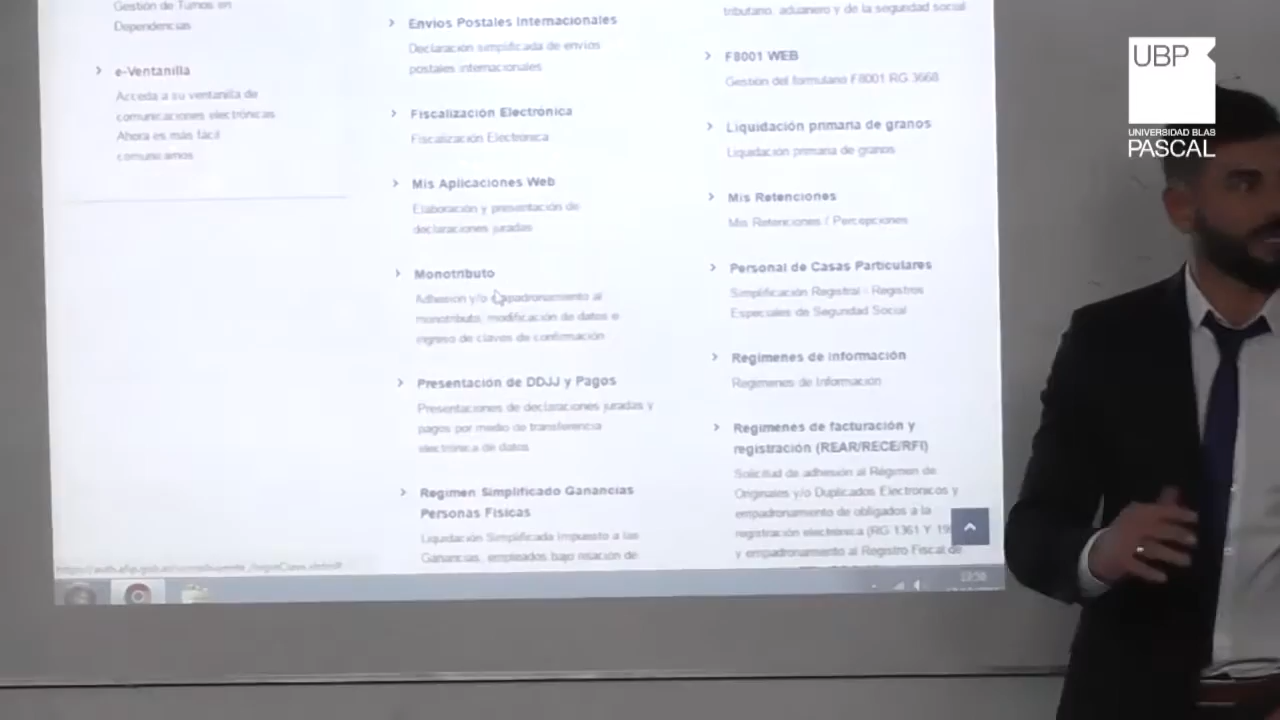 Gestión de Turnos en
Dependencias
e-Ventanilla
Acceda a su ventanilla de
comunicaciones electrónicas
Ahora es más fácil
comunicarnos
Envíos Postales Internacionales
Declaración simplificada de envíos
postales internacionales
Fiscalización Electrónica
Fiscalización Electronica
Mis Aplicaciones Web
Elaboración y presentación de
declaraciones juradas
Monotributo
Adhesión y/o empadronamiento al
monotributo, modificación de datos e
ingreso de claves de confirmación
Presentación de DDJJ y Pagos
Presentaciones de declaraciones juradas y
pagos por medio de transferencia
electrónica de datos
Regimen Simplificado Ganancias
Personas Físicas
Liquidación Simplificada Impuesto a las
Ganancias, empleados bajo relación de
tributario, aduanero y de la seguridad social
F8001 WEB
Gestión del formulario F8001 RG 3668
Liquidación primaria de granos
Liquidación primaria de granos
Mis Retenciones
Mis Retenciones / Percepciones
Personal de Casas Particulares
Simplificación Registral - Registros
Especiales de Seguridad Social
Regimenes de información
Regimenes de Información
Regimenes de facturación y
registración (REAR/RECE/RFI)
Solicitud de adhesión al Régimen de
Originales y/o Duplicados Electronicos y
empadronamiento de obligados a la
registración electrónica (RG 1361 Y
y empadronamiento al Registro Fiscal de
UBP
UNIVERSIDAD BLAS
PASCAL